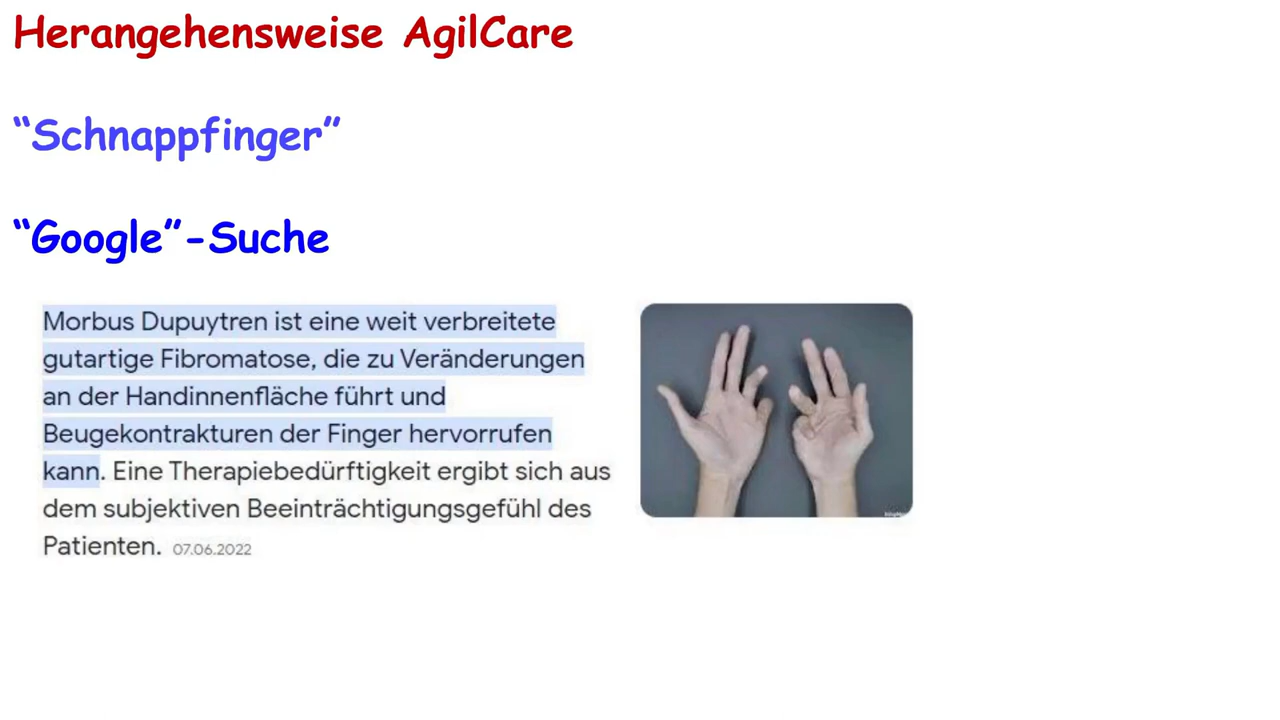 Herangehensweise AgilCare
“Schnappfinger”
“Google”-Suche
Morbus Dupuytren ist eine weit verbreitete
gutartige Fibromatose, die zu Veränderungen
an der Handinnenfläche führt und
Beugekontrakturen der Finger hervorrufen
kann. Eine Therapiebedürftigkeit ergibt sich aus
dem subjektiven Beeinträchtigungsgefühl des
Patienten. 07.06.2022